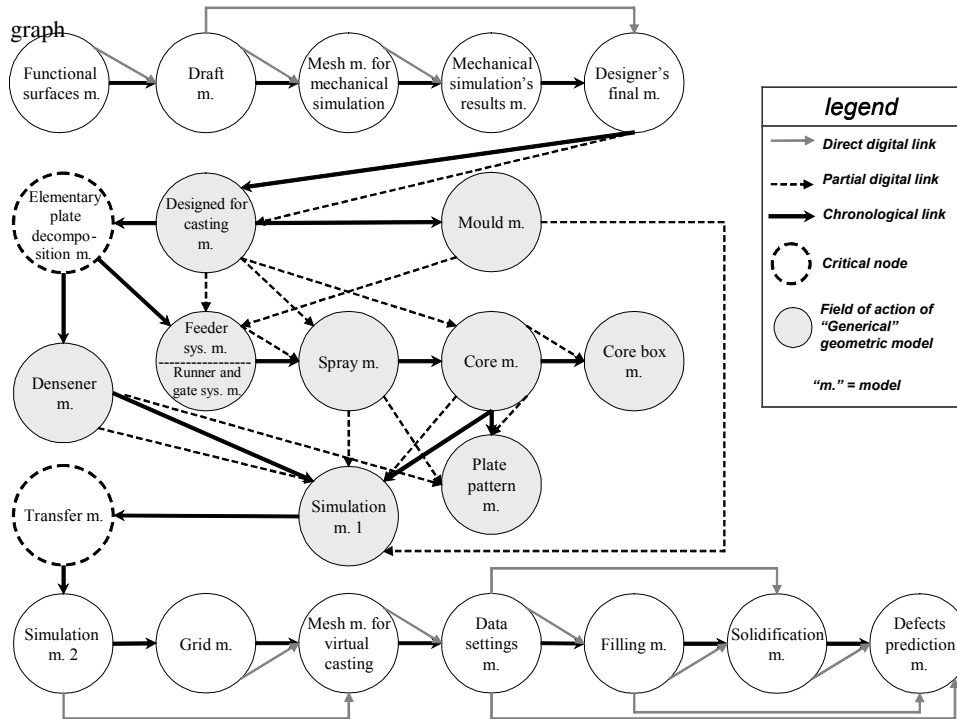 graph
Functional
surfaces m.
Draft
m.
Mesh m. for
mechanical
simulation
Mechanical
simulation's
results m.
Designer's
final m.
legend
Direct digital link
Partial digital link
Chronological link
Critical node
Field of action of
“Generical”
geometric model
“m.” = model
Elementary
plate
decompo-
sition m.
Designed for
casting
m.
Mould m.
Feeder
sys. m.
Runner and
gate sys. m.
Spray m.
Core m.
Core box
m.
Densener
m.
Plate
pattern
m.
Transfer m.
Simulation
m. 1
Simulation
m. 2
Grid m.
Mesh m. for
virtual
casting
Data
settings
m.
Filling m.
Solidification
m.
Defects
prediction
m.